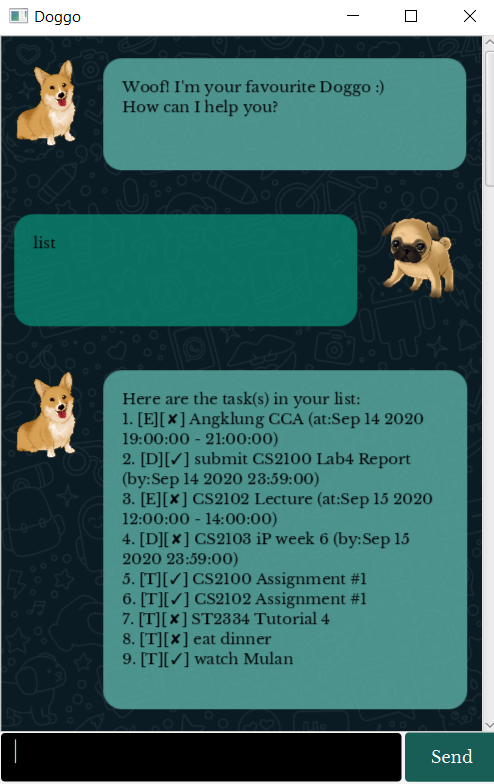 Doggo
Woof! I'm your favourite Doggo :)
How can I help you?
list
Here are the task(s) in your list:
1. [E][✘] Angklung CCA (at:Sep 14 2020
19:00:00 - 21:00:00)
2. [D][✓] submit CS2100 Lab4 Report
(by:Sep 14 2020 23:59:00)
3. [E][✘] CS2102 Lecture (at:Sep 15 2020
12:00:00 - 14:00:00)
4. [D][✘] CS2103 iP week 6 (by:Sep 15
2020 23:59:00)
5. [T][✓] CS2100 Assignment #1
6. [T][✓] CS2102 Assignment #1
7. [T][✘] ST2334 Tutorial 4
8. [T][✘] eat dinner
9. [T][✓] watch Mulan
Send